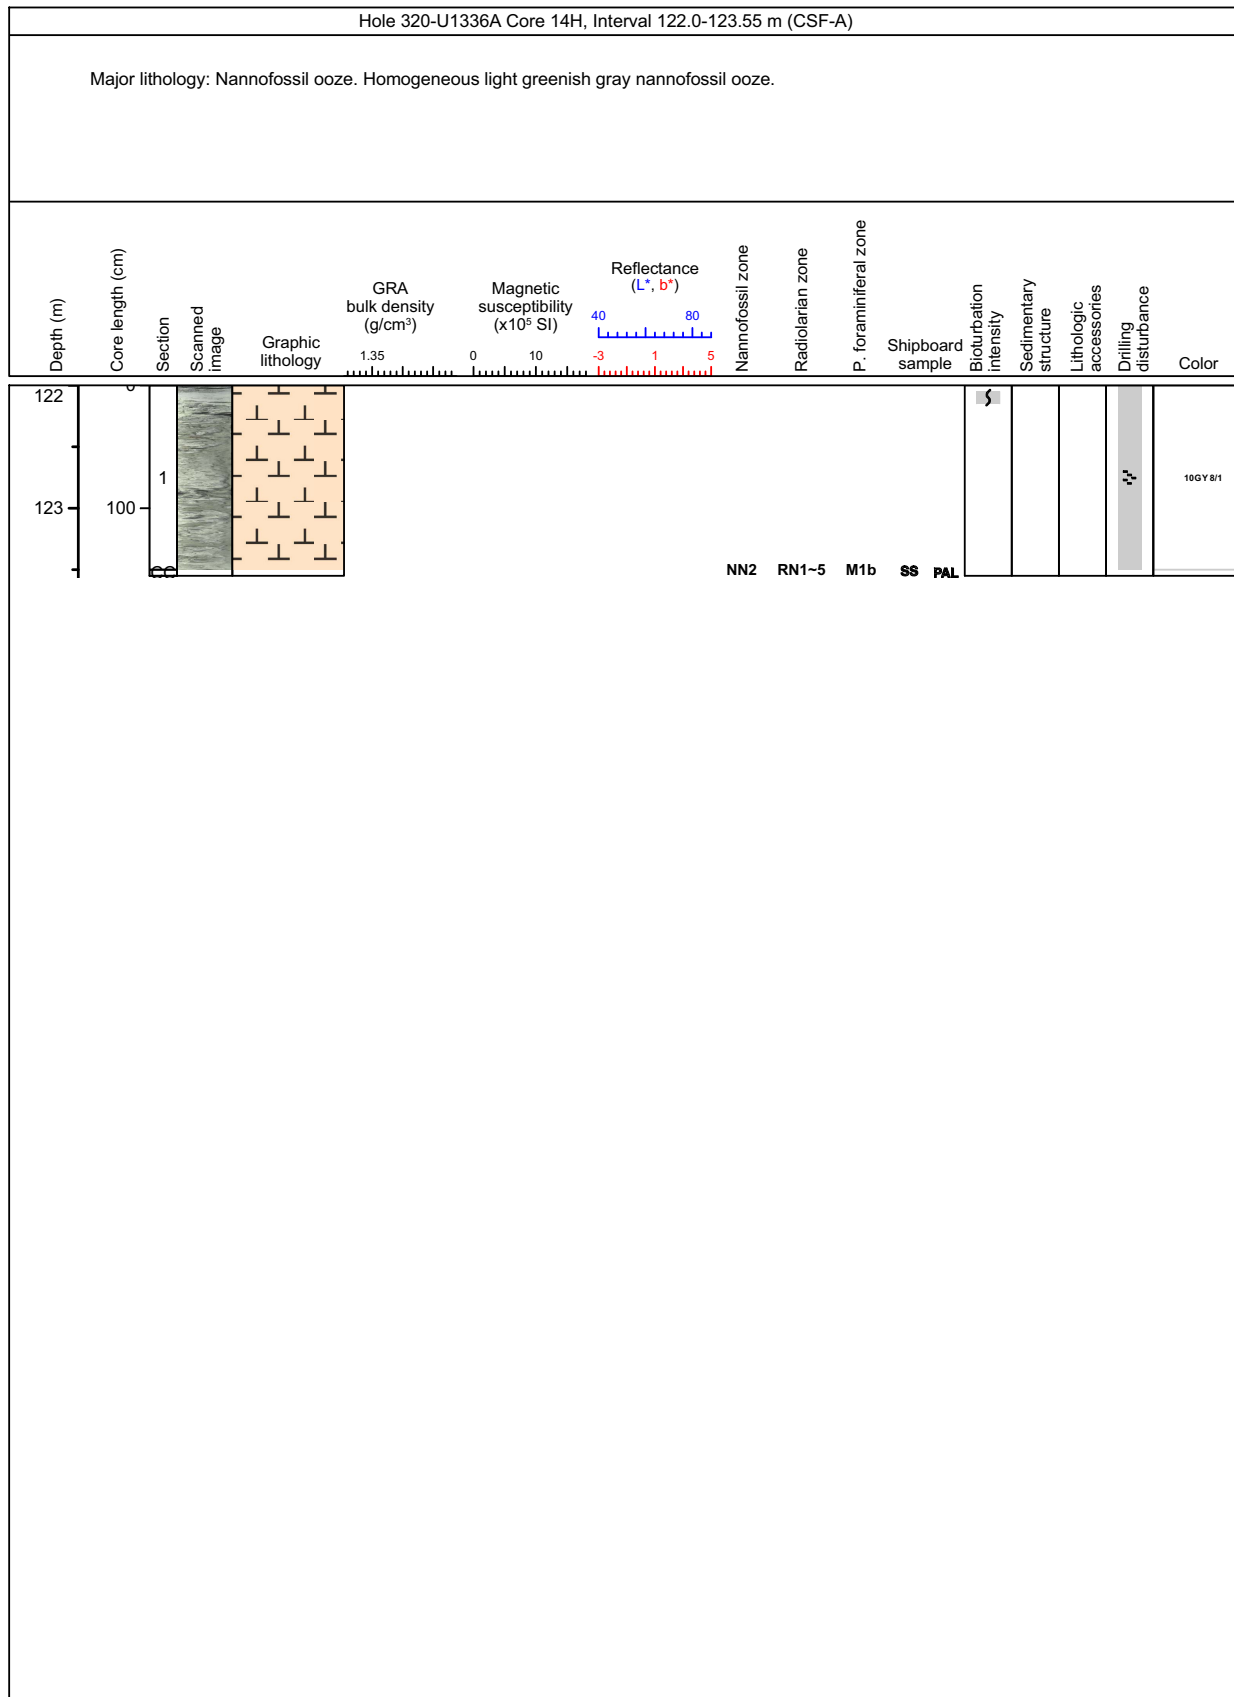 Hole 320-U1336A Core 14H, Interval 122.0-123.55 m (CSF-A)
Major lithology: Nannofossil ooze. Homogeneous light greenish gray nannofossil ooze.
Depth (m)
Core length (cm)
Section
Scanned
image
Graphic
lithology
GRA
bulk density
(g/cm³)
1.35
Magnetic
susceptibility
(x10⁵ SI)
0 10
Reflectance
(L*, b*)
40 80
-3 1 5
Nannofossil zone
Radiolarian zone
P. foraminiferal zone
Shipboard
sample
Bioturbation
intensity
Sedimentary
structure
Lithologic
accessories
Drilling
disturbance
Color
122
0
1
10GY 8/1
123
100
CC
NN2 RN1~5 M1b SS PAL